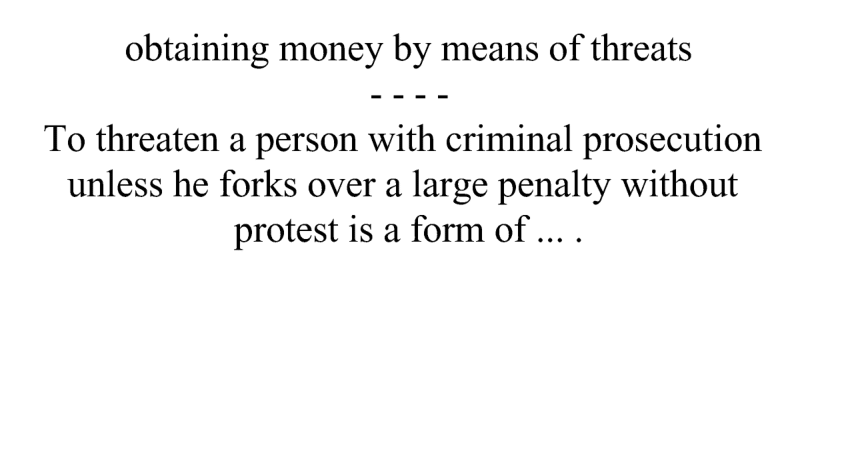 obtaining money by means of threats
- - - -
To threaten a person with criminal prosecution
unless he forks over a large penalty without
protest is a form of ... .